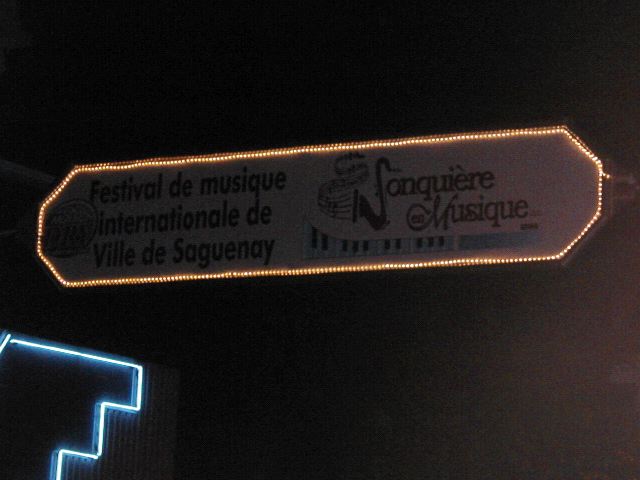 Festival de musique
internationale de
Ville de Saguenay
Jonquière
en Musique